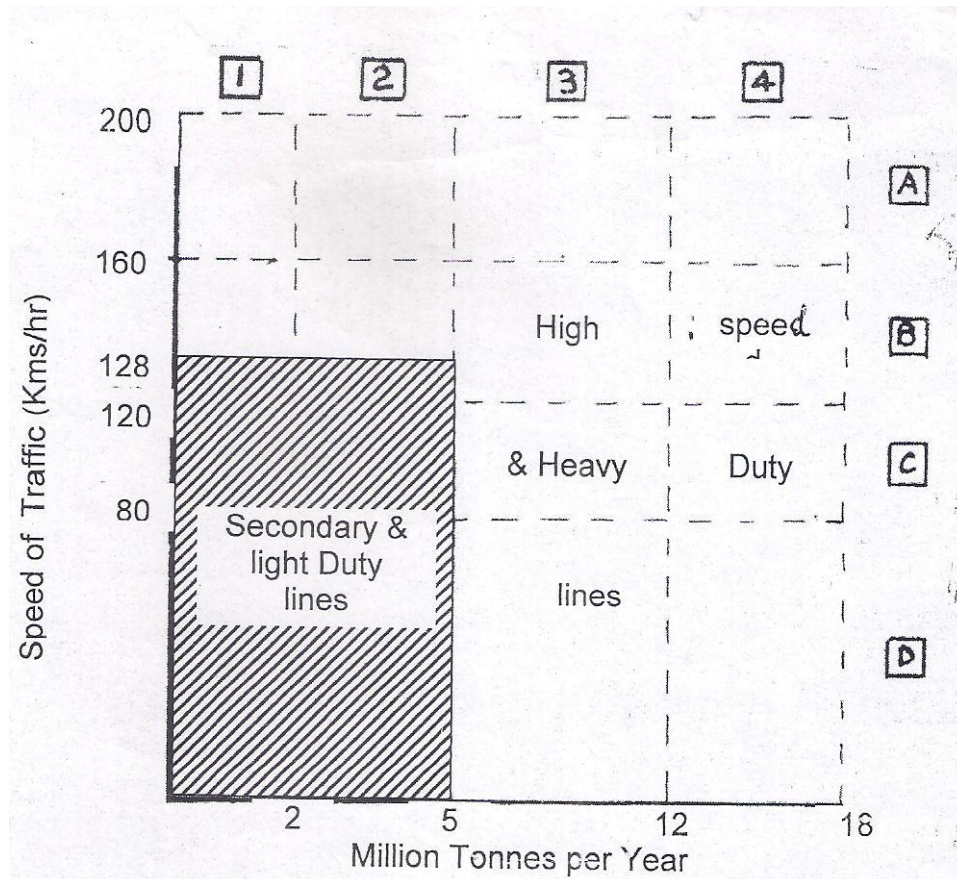 1 2 3 4
200
A
160
High speed
B
128
120
& Heavy Duty
C
80
Secondary &
light Duty
lines
lines
D
2 5 12 18
Million Tonnes per Year
Speed of Traffic (Kms/hr)